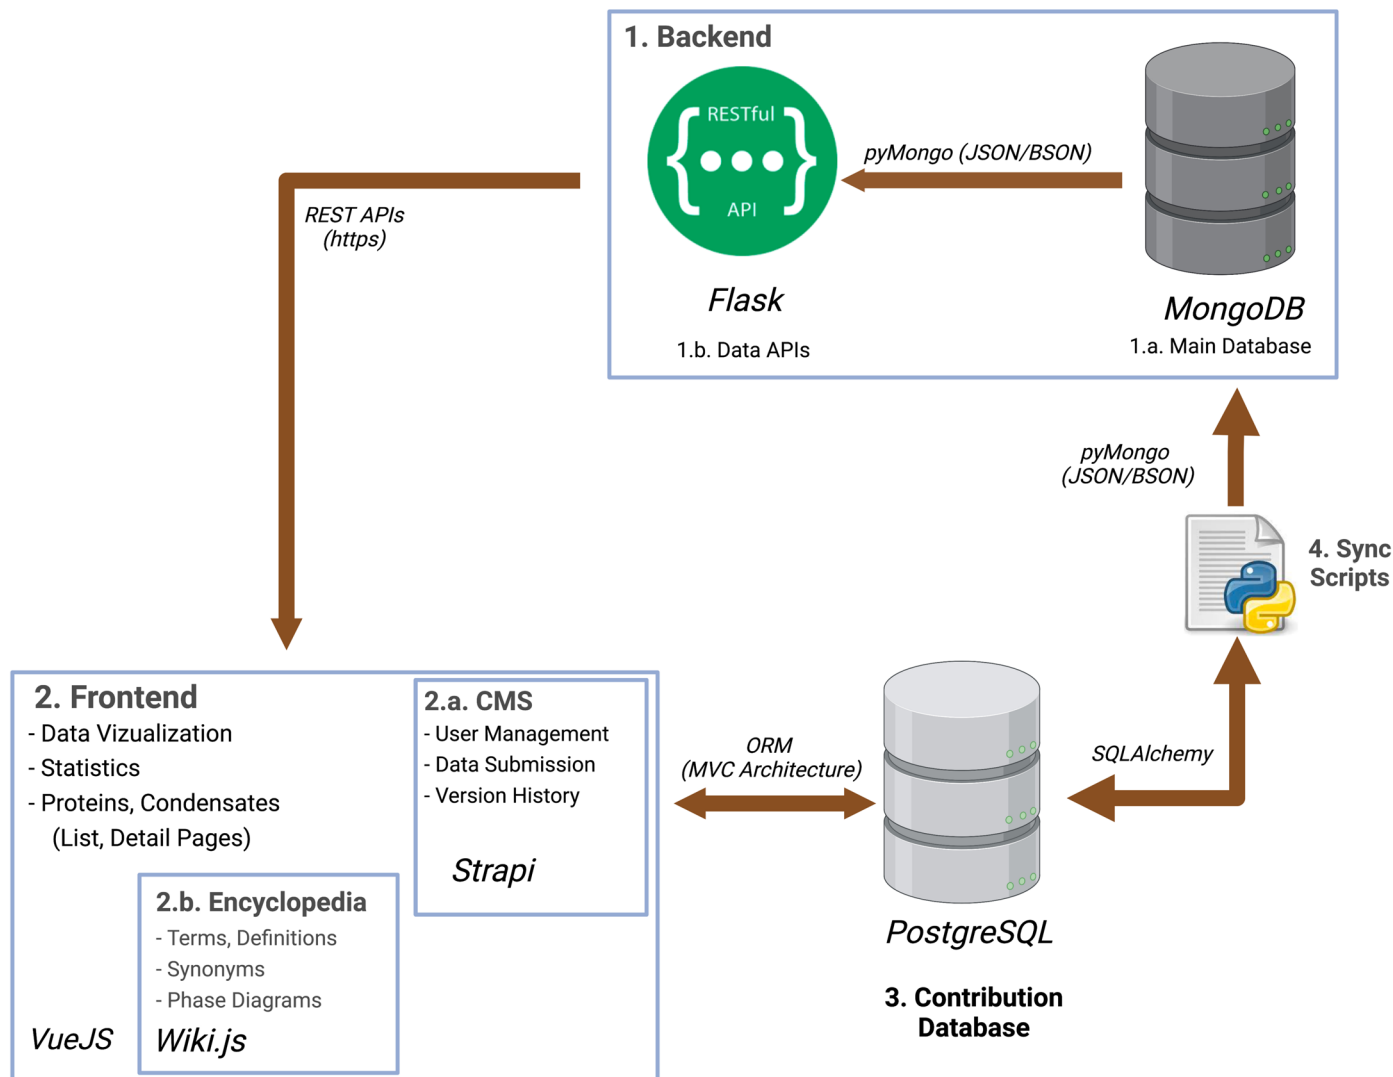 1. Backend
RESTful
API
pyMongo (JSON/BSON)
Flask
1.b. Data APIs
MongoDB
1.a. Main Database
REST APIs
(https)
pyMongo
(JSON/BSON)
4. Sync
Scripts
2. Frontend
- Data Vizualization
- Statistics
- Proteins, Condensates
(List, Detail Pages)
2.a. CMS
- User Management
- Data Submission
- Version History
Strapi
2.b. Encyclopedia
- Terms, Definitions
- Synonyms
- Phase Diagrams
VueJS
Wiki.js
ORM
(MVC Architecture)
SQLAlchemy
PostgreSQL
3. Contribution
Database